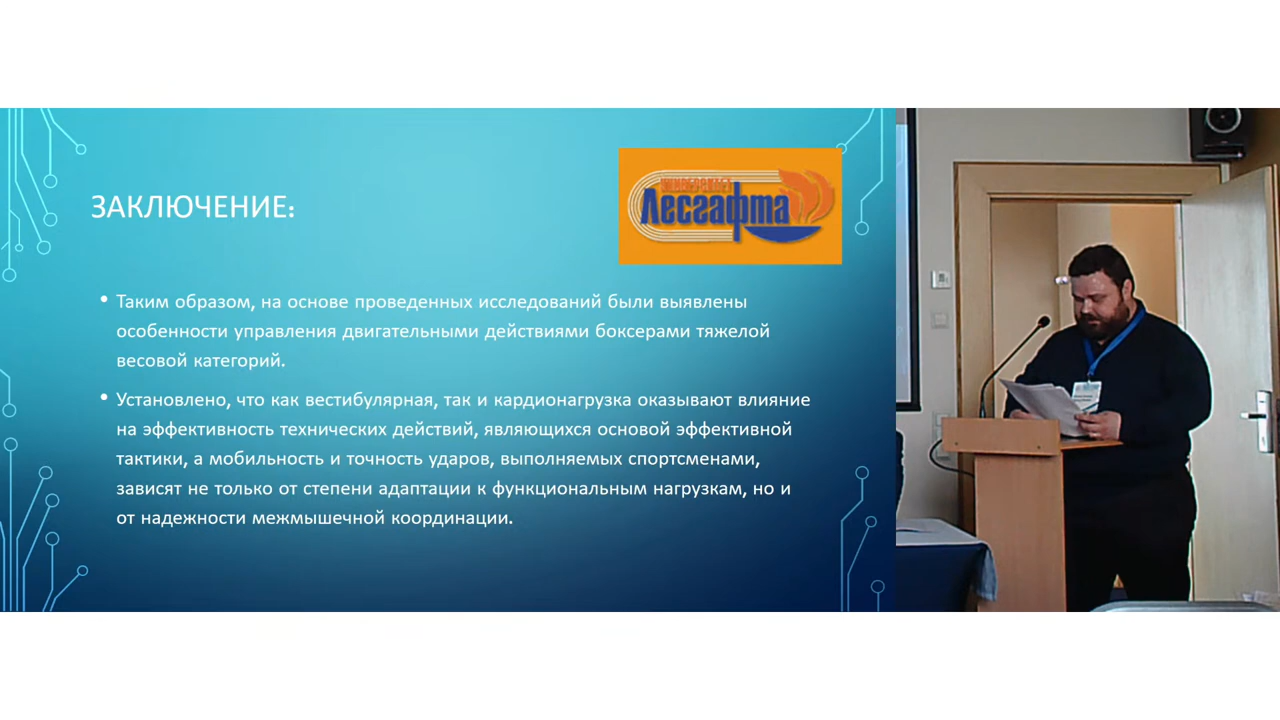 ЗАКЛЮЧЕНИЕ:
УНИВЕРСИТЕТ
Лесгафта
• Таким образом, на основе проведенных исследований были выявлены
особенности управления двигательными действиями боксерами тяжелой
весовой категорий.
• Установлено, что как вестибулярная, так и кардионагрузка оказывают влияние
на эффективность технических действий, являющихся основой эффективной
тактики, а мобильность и точность ударов, выполняемых спортсменами,
зависят не только от степени адаптации к функциональным нагрузкам, но и
от надежности межмышечной координации.